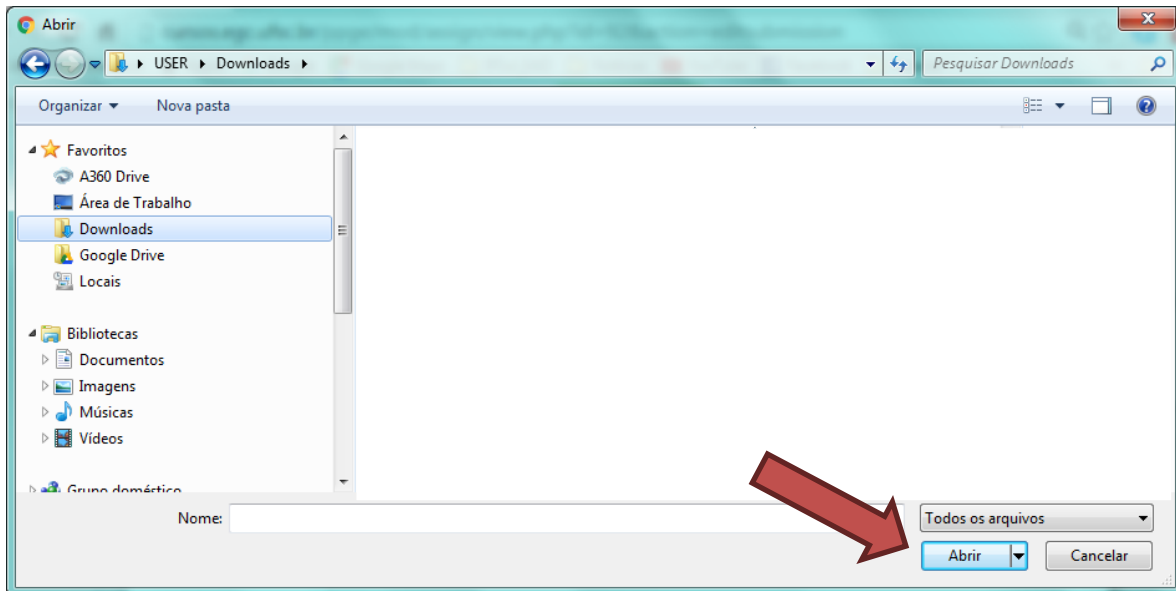 Abrir
USER Downloads
Pesquisar Downloads
Organizar
Nova pasta
Favoritos
A360 Drive
Área de Trabalho
Downloads
Google Drive
Locais
Bibliotecas
Documentos
Imagens
Músicas
Vídeos
Grupo doméstico
Nome:
Todos os arquivos
Abrir
Cancelar